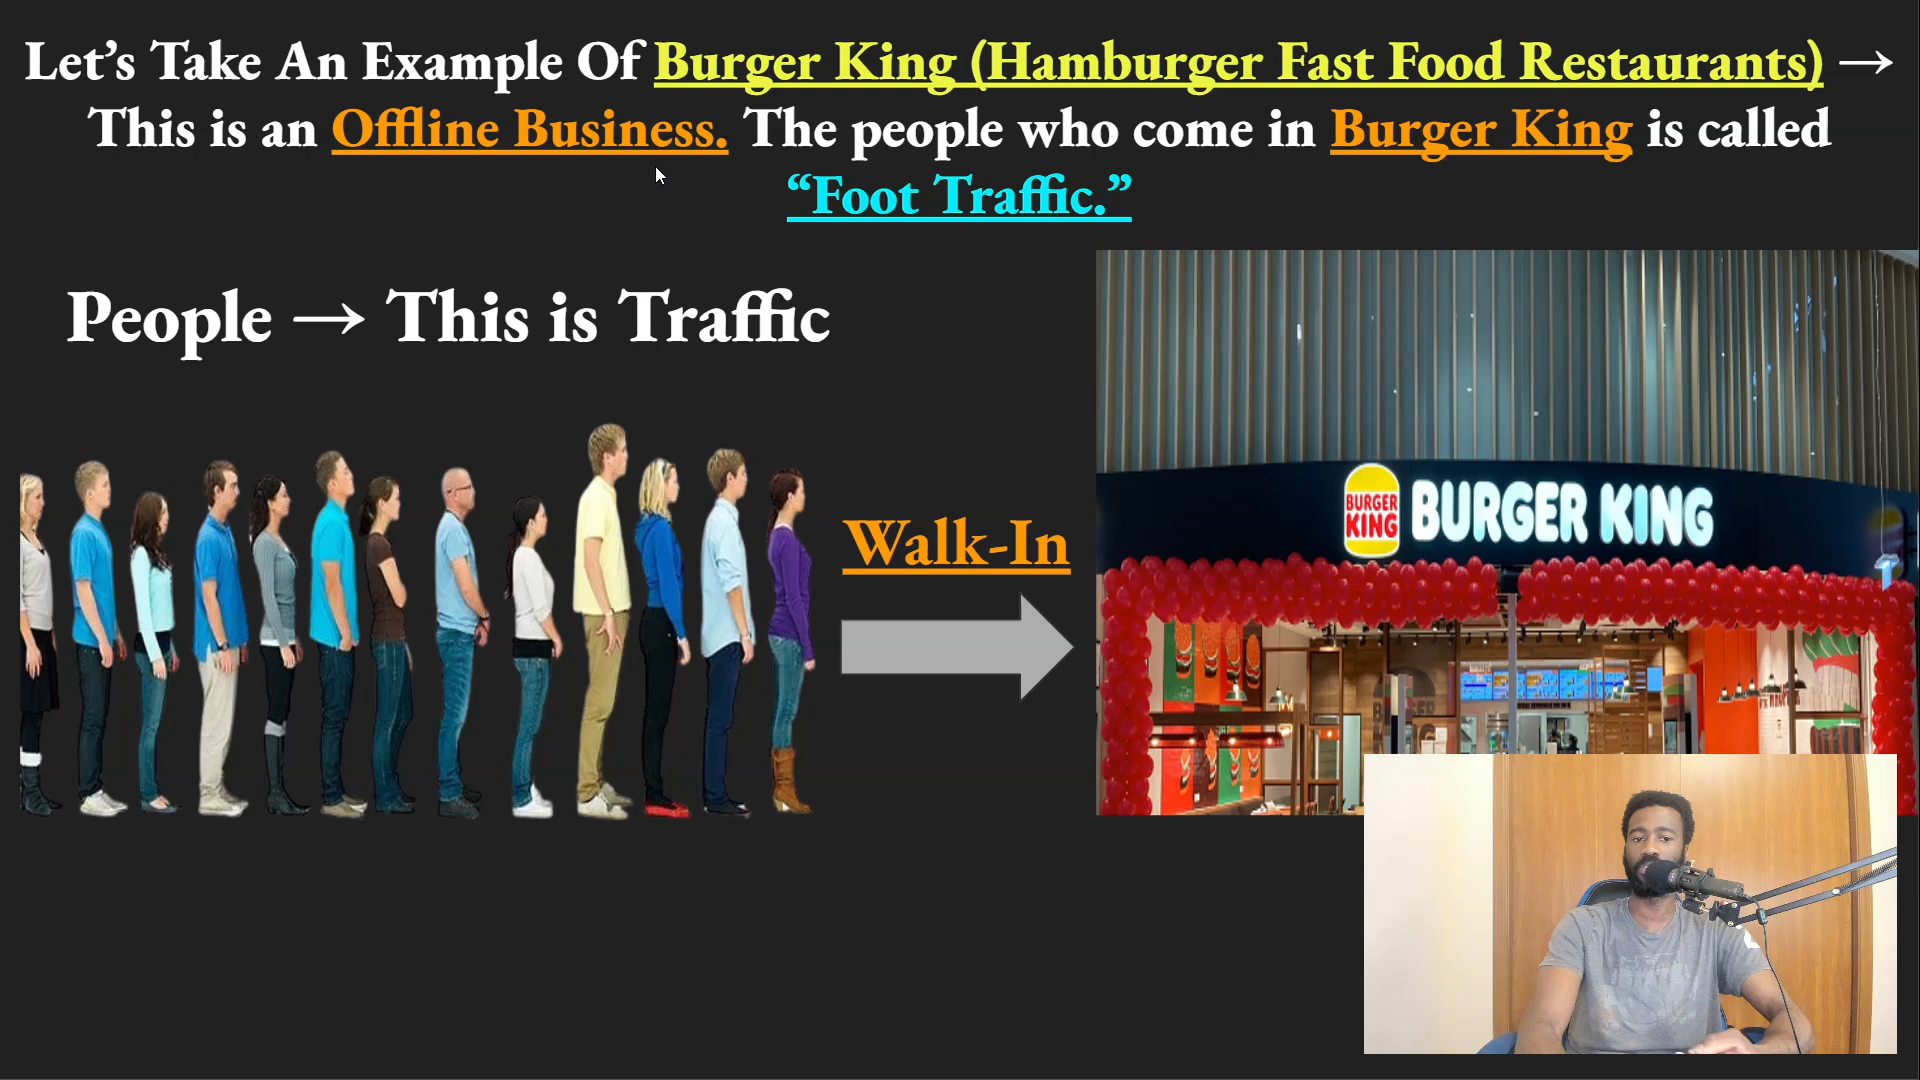 Let’s Take An Example Of Burger King (Hamburger Fast Food Restaurants) →
This is an Offline Business. The people who come in Burger King is called
“Foot Traffic.”
People → This is Traffic
Walk-In
BURGER
KING
BURGER KING